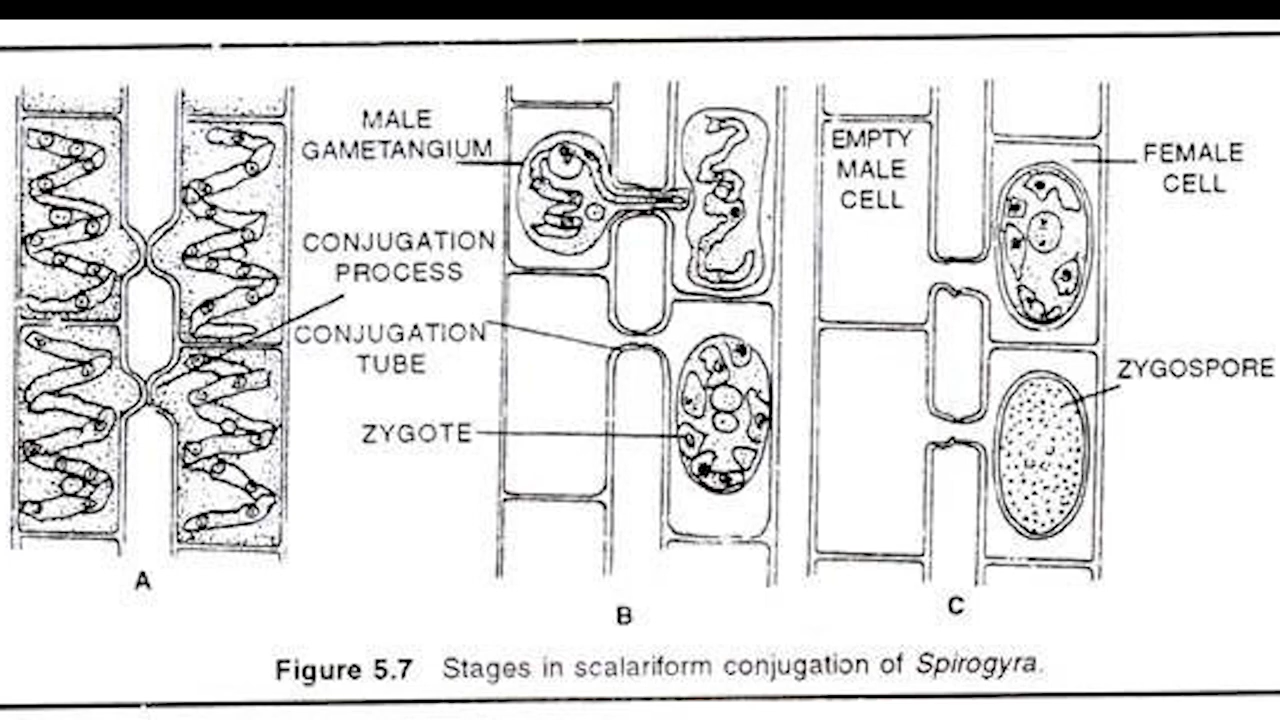 MALE
GAMETANGIUM
CONJUGATION
PROCESS
CONJUGATION
TUBE
ZYGOTE
EMPTY
MALE
CELL
FEMALE
CELL
ZYGOSPORE
A
B
C
Figure 5.7 Stages in scalariform conjugation of Spirogyra.